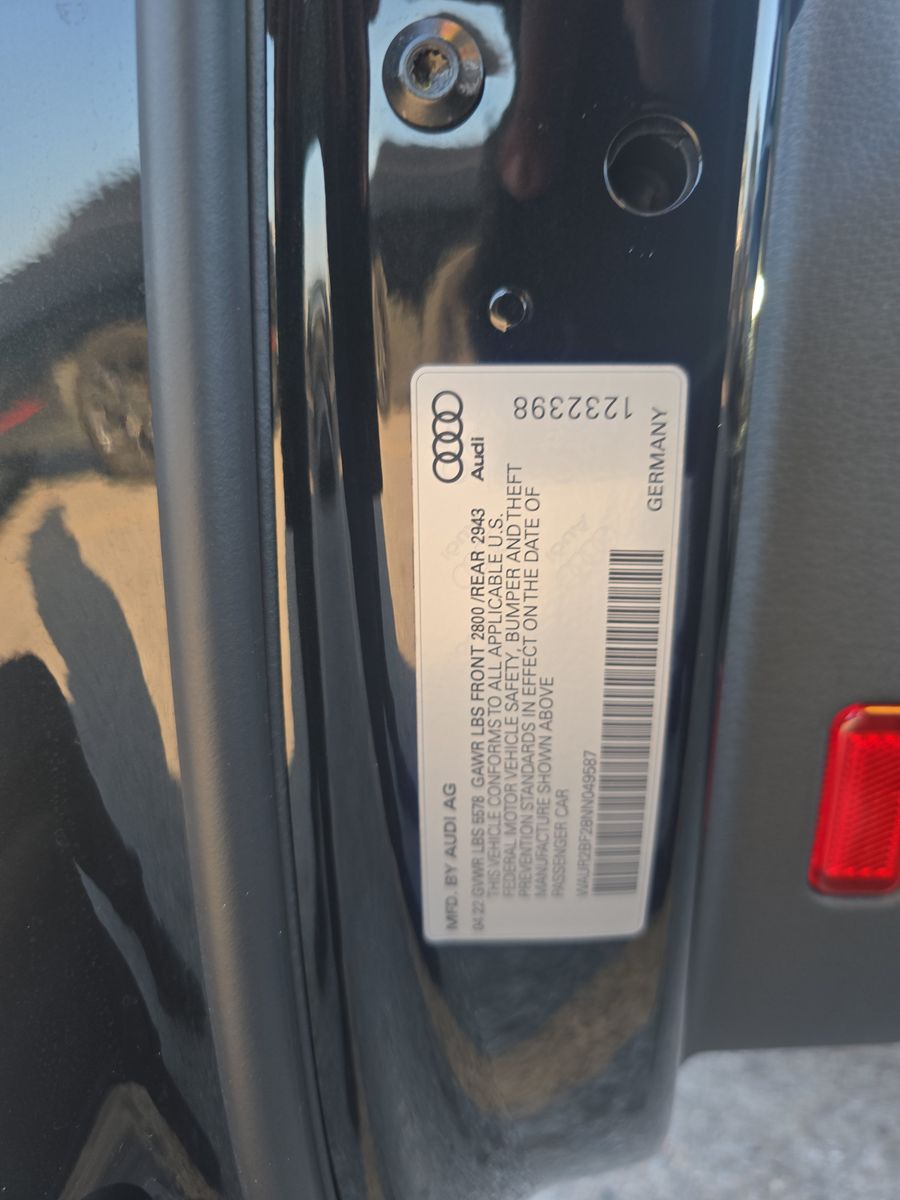 Audi
1232398
MFD. BY AUDI AG
04.22 GVWR LBS 5578 GAWR LBS FRONT 2800 /REAR 2943
THIS VEHICLE CONFORMS TO ALL APPLICABLE U.S.
FEDERAL MOTOR VEHICLE SAFETY, BUMPER AND THEFT
PREVENTION STANDARDS IN EFFECT ON THE DATE OF
MANUFACTURE SHOWN ABOVE
PASSENGER CAR
WAUR2BF28NN049587
GERMANY